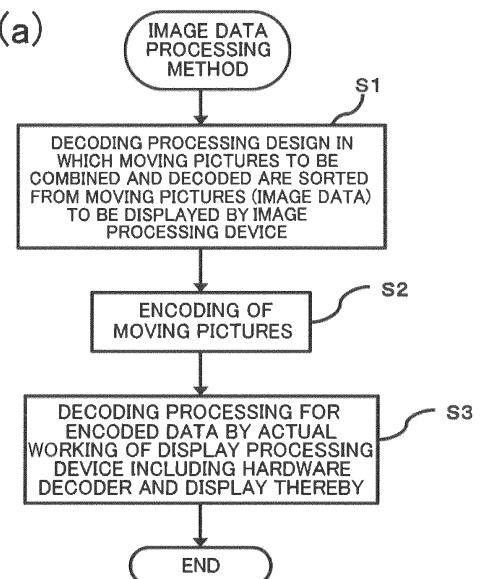 (a)
IMAGE DATA
PROCESSING
METHOD
S1
DECODING PROCESSING DESIGN IN
WHICH MOVING PICTURES TO BE
COMBINED AND DECODED ARE SORTED
FROM MOVING PICTURES (IMAGE DATA)
TO BE DISPLAYED BY IMAGE
PROCESSING DEVICE
S2
ENCODING OF
MOVING PICTURES
S3
DECODING PROCESSING FOR
ENCODED DATA BY ACTUAL
WORKING OF DISPLAY PROCESSING
DEVICE INCLUDING HARDWARE
DECODER AND DISPLAY THEREBY
END